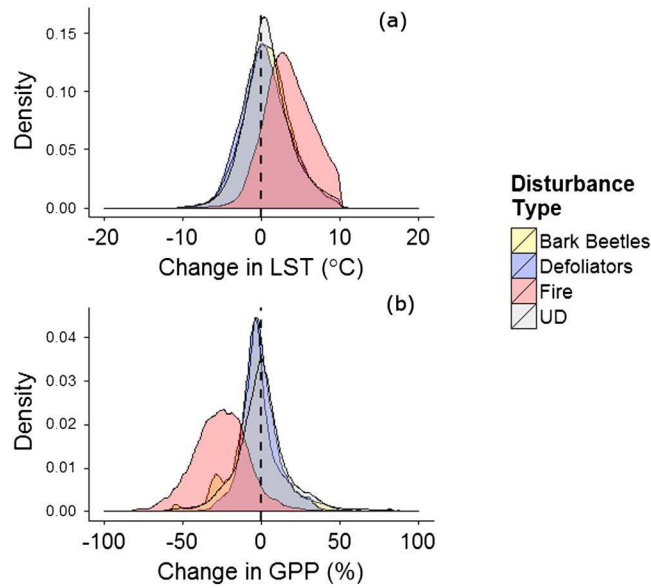 (a)
0.15
0.10
0.05
0.00
Density
-20 -10 0 10 20
Change in LST (°C)
Disturbance
Type
Bark Beetles
Defoliators
Fire
UD
(b)
0.04
0.03
0.02
0.01
0.00
Density
-100 -50 0 50 100
Change in GPP (%)